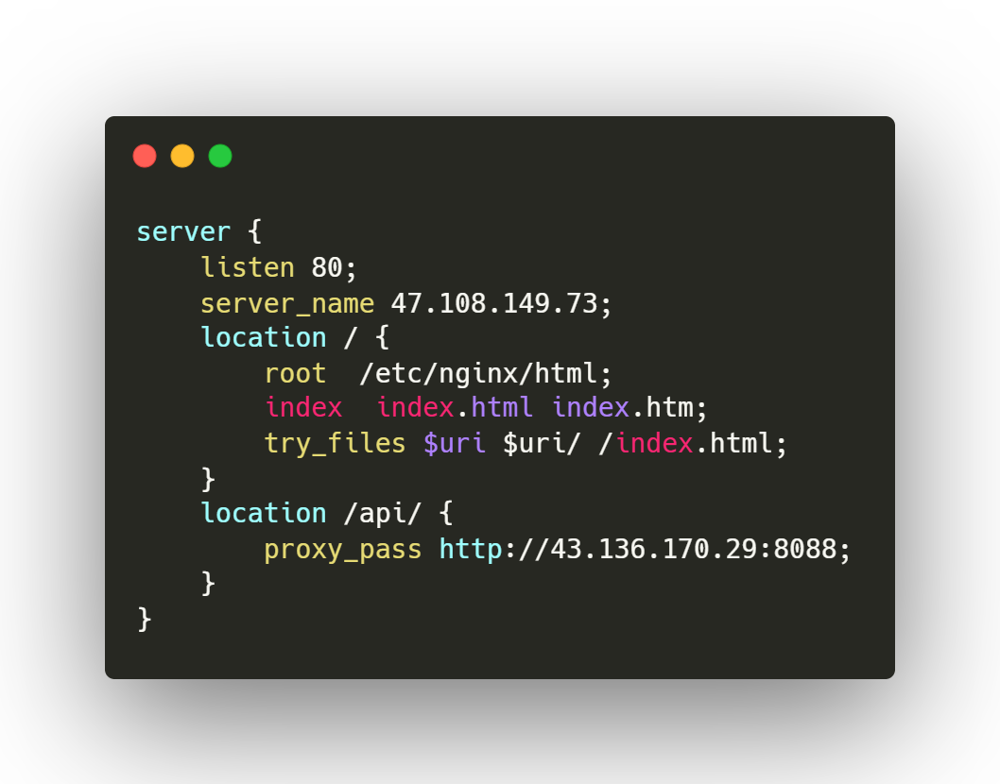 server {
    listen 80;
    server_name 47.108.149.73;
    location / {
        root  /etc/nginx/html;
        index  index.html index.htm;
        try_files $uri $uri/ /index.html;
    }
    location /api/ {
        proxy_pass http://43.136.170.29:8088;
    }
}